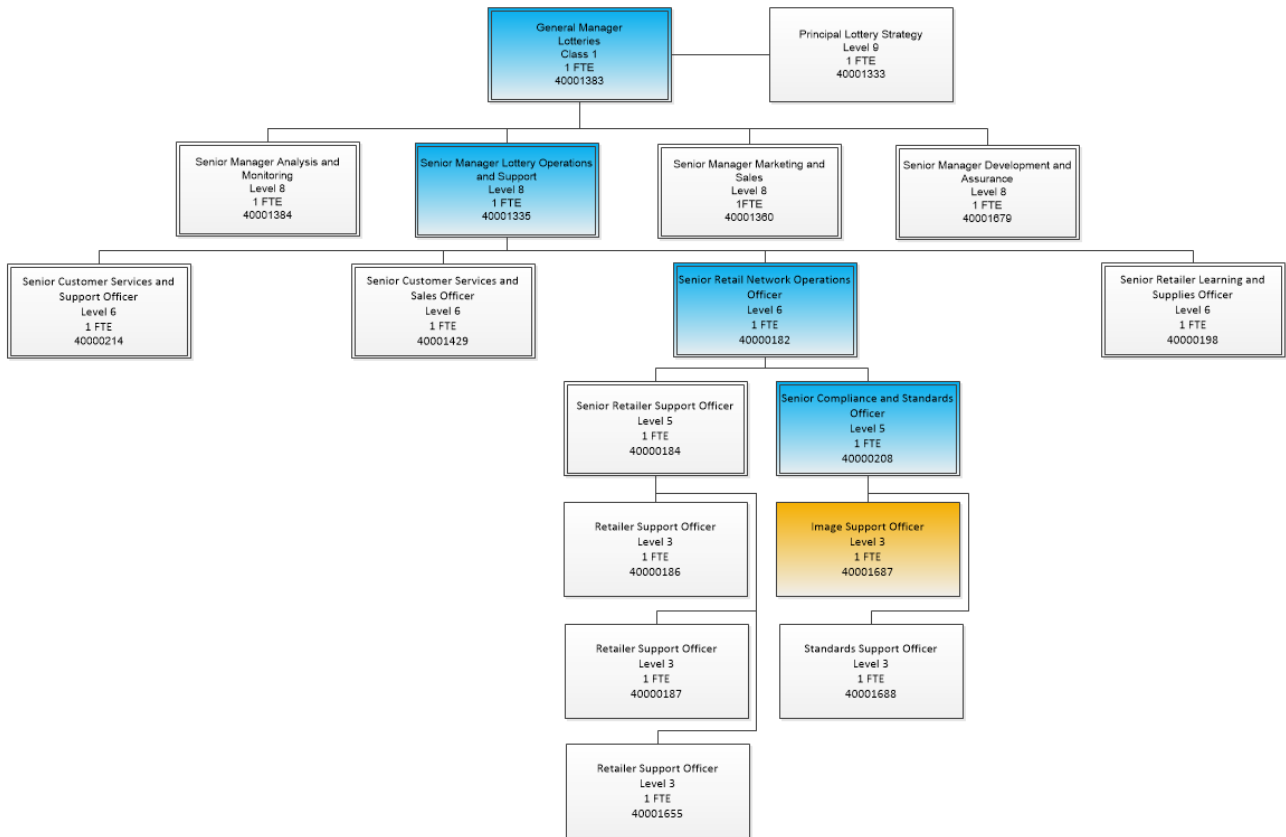 General Manager
Lotteries
Class 1
1 FTE
40001383
Principal Lottery Strategy
Level 9
1 FTE
40001333
Senior Manager Analysis and
Monitoring
Level 8
1 FTE
40001384
Senior Manager Lottery Operations
and Support
Level 8
1 FTE
40001335
Senior Manager Marketing and
Sales
Level 8
1FTE
40001360
Senior Manager Development and
Assurance
Level 8
1 FTE
40001679
Senior Customer Services and
Support Officer
Level 6
1 FTE
40000214
Senior Customer Services and
Sales Officer
Level 6
1 FTE
40001429
Senior Retail Network Operations
Officer
Level 6
1 FTE
40000182
Senior Retailer Learning and
Supplies Officer
Level 6
1 FTE
40000198
Senior Retailer Support Officer
Level 5
1 FTE
40000184
Senior Compliance and Standards
Officer
Level 5
1 FTE
40000208
Retailer Support Officer
Level 3
1 FTE
40000186
Image Support Officer
Level 3
1 FTE
40001687
Retailer Support Officer
Level 3
1 FTE
40000187
Standards Support Officer
Level 3
1 FTE
40001688
Retailer Support Officer
Level 3
1 FTE
40001655